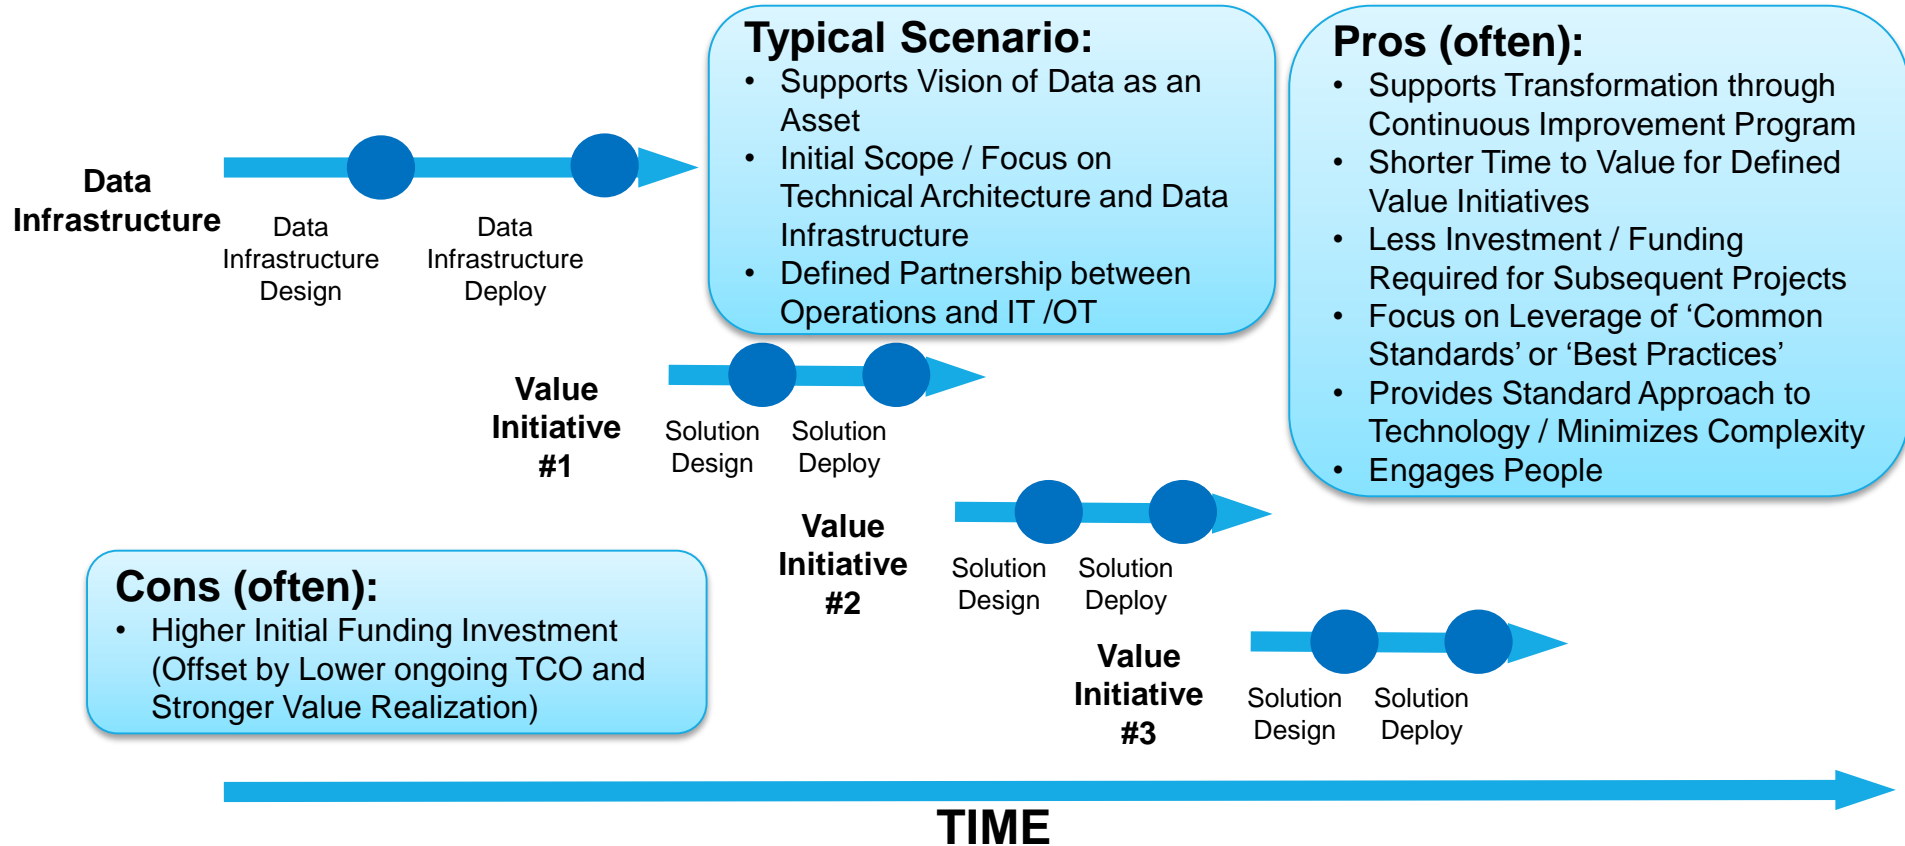 Typical Scenario:
• Supports Vision of Data as an
Asset
• Initial Scope / Focus on
Technical Architecture and Data
Infrastructure
• Defined Partnership between
Operations and IT /OT
Pros (often):
• Supports Transformation through
Continuous Improvement Program
• Shorter Time to Value for Defined
Value Initiatives
• Less Investment / Funding
Required for Subsequent Projects
• Focus on Leverage of ‘Common
Standards’ or ‘Best Practices’
• Provides Standard Approach to
Technology / Minimizes Complexity
• Engages People
Data
Infrastructure
Data
Infrastructure
Design
Data
Infrastructure
Deploy
Value
Initiative
#1
Solution
Design
Solution
Deploy
Value
Initiative
#2
Solution
Design
Solution
Deploy
Cons (often):
• Higher Initial Funding Investment
(Offset by Lower ongoing TCO and
Stronger Value Realization)
Value
Initiative
#3
Solution
Design
Solution
Deploy
TIME